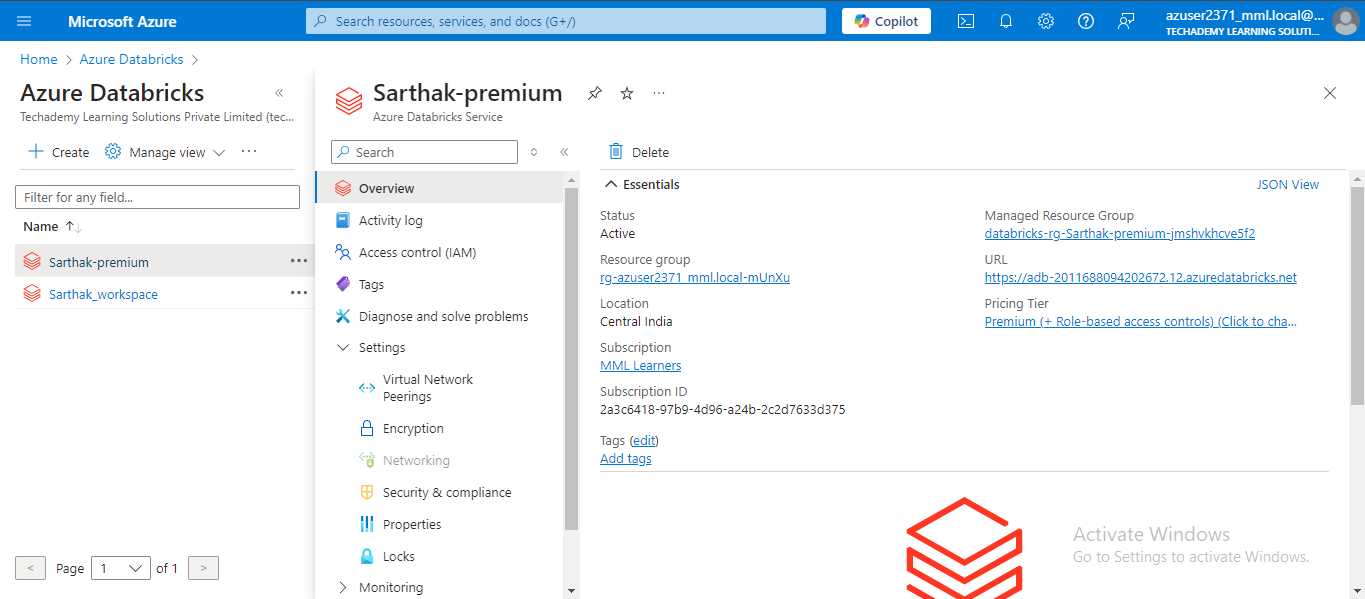 Microsoft Azure
Search resources, services, and docs (G+/)
Copilot
azuser2371_mml.local@...
TECHADEMY LEARNING SOLUTI...
Home > Azure Databricks >
Azure Databricks
Techademy Learning Solutions Private Limited (tec...
Create
Manage view
Filter for any field...
Name
Sarthak-premium
Sarthak_workspace
< Page 1 of 1 >
Sarthak-premium
Azure Databricks Service
Search
Overview
Activity log
Access control (IAM)
Tags
Diagnose and solve problems
Settings
Virtual Network
Peerings
Encryption
Networking
Security & compliance
Properties
Locks
Monitoring
Delete
Essentials
JSON View
Status
Active
Resource group
rg-azuser2371_mml.local-mUnXu
Location
Central India
Subscription
MML Learners
Subscription ID
2a3c6418-97b9-4d96-a24b-2c2d7633d375
Tags (edit)
Add tags
Managed Resource Group
databricks-rg-Sarthak-premium-jmshvkhcve5f2
URL
https://adb-2011688094202672.12.azuredatabricks.net
Pricing Tier
Premium (+ Role-based access controls) (Click to cha...
Activate Windows
Go to Settings to activate Windows.